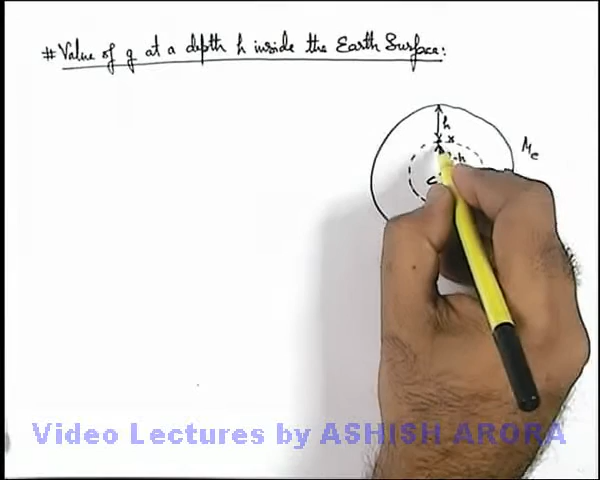 # Value of g at a depth h inside the Earth Surface:
h
x
Me
-h
C
Video Lectures by ASHISH ARORA